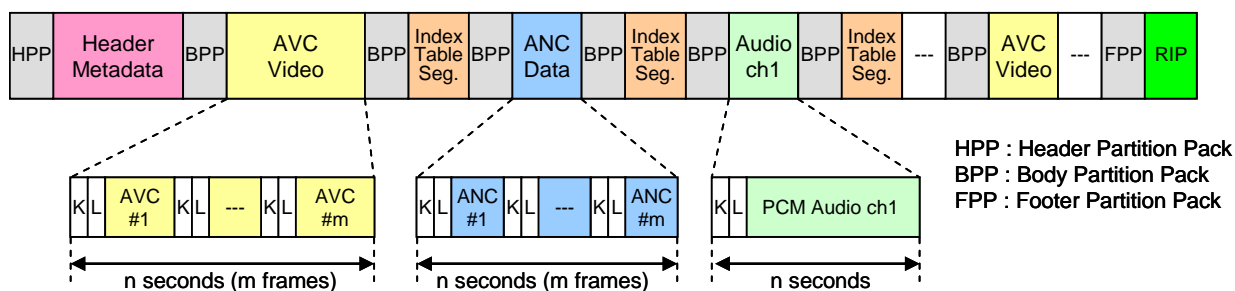 HPP Header Metadata BPP AVC Video BPP Index Table Seg. BPP ANC Data BPP Index Table Seg. BPP Audio ch1 BPP Index Table Seg. --- BPP AVC Video --- FPP RIP
K L AVC #1 K L --- K L AVC #m
K L ANC #1 K L --- K L ANC #m
K L PCM Audio ch1
n seconds (m frames)
n seconds (m frames)
n seconds
HPP : Header Partition Pack
BPP : Body Partition Pack
FPP : Footer Partition Pack